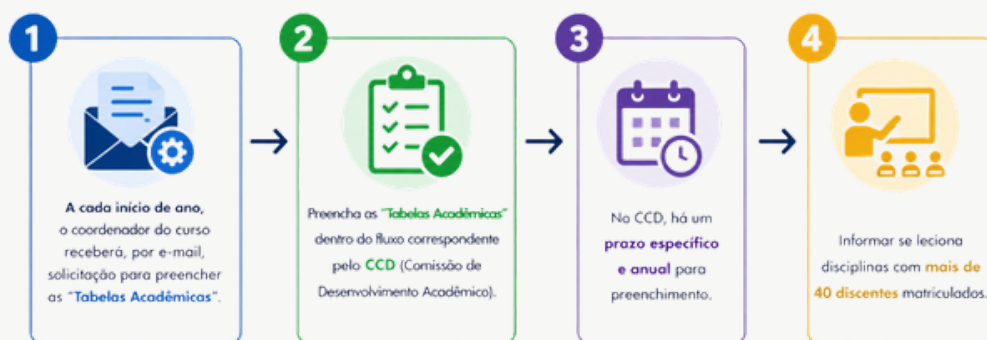 1
A cada início de ano,
o coordenador do curso
receberá, por e-mail,
solicitação para preencher
as "Tabelas Acadêmicas".
2
Preencha as "Tabelas Acadêmicas"
dentro do fluxo correspondente
pelo CCD (Comissão de
Desenvolvimento Acadêmico).
3
No CCD, há um
prazo específico
e anual para
preenchimento.
4
Informar se leciona
disciplinas com mais de
40 discentes matriculados.